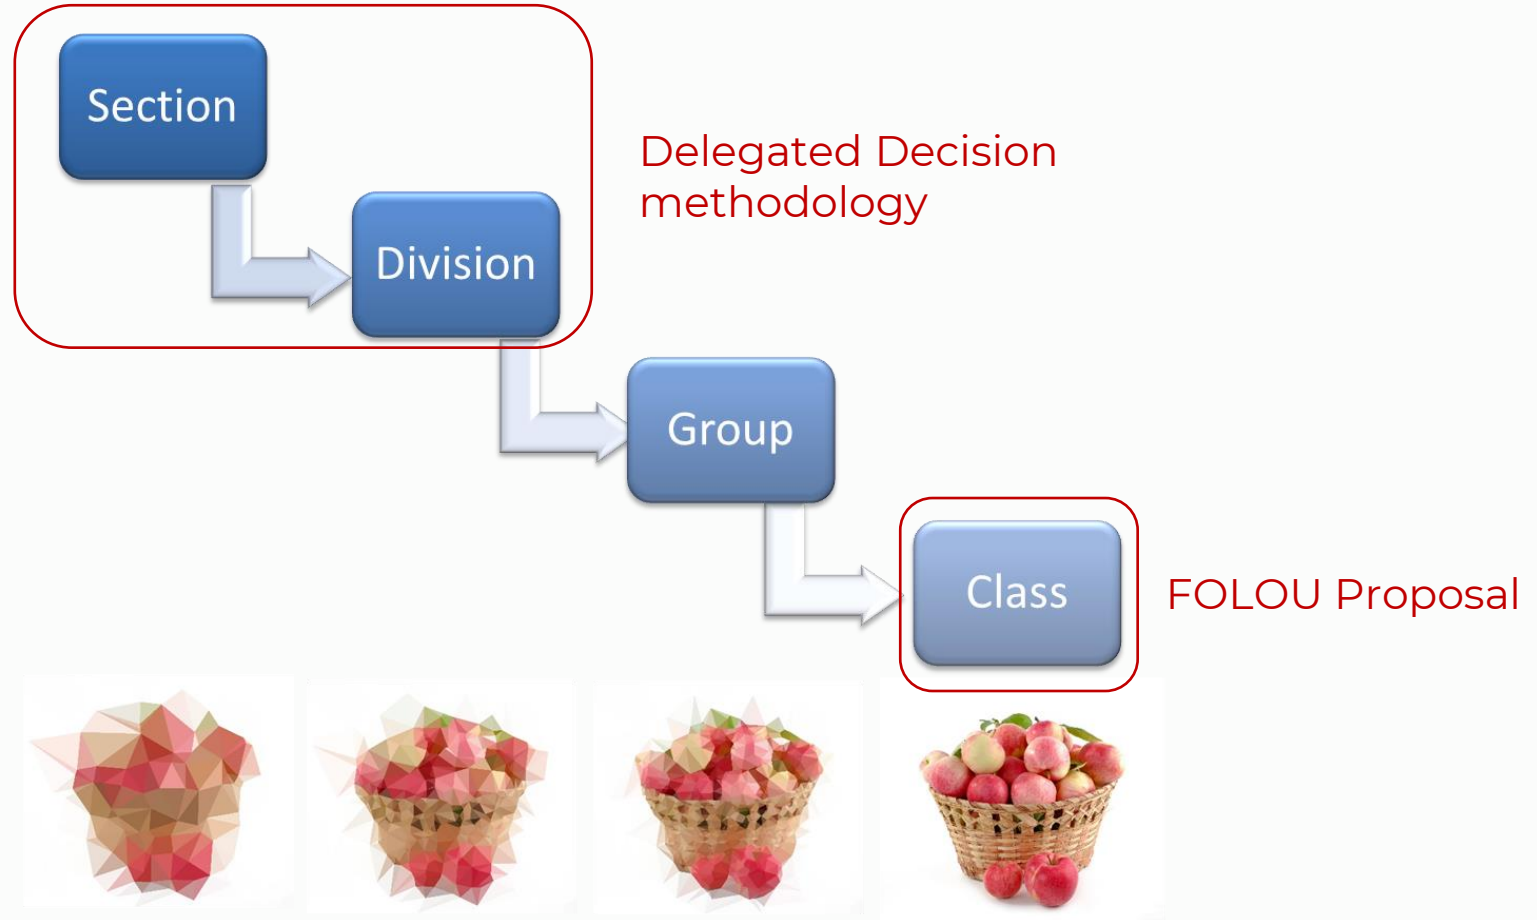 Section
Delegated Decision
methodology
Division
Group
Class
FOLOU Proposal